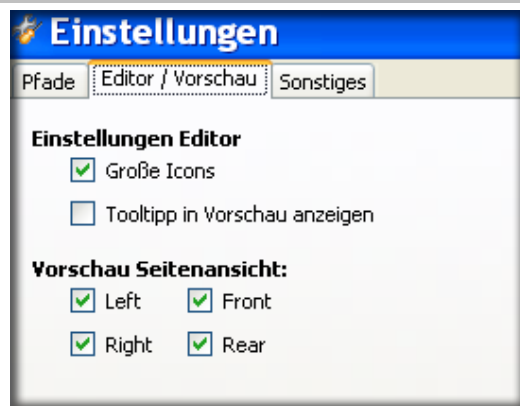 Einstellungen
Pfade Editor / Vorschau Sonstiges
Einstellungen Editor
Große Icons
Tooltipp in Vorschau anzeigen
Vorschau Seitenansicht:
Left Front
Right Rear